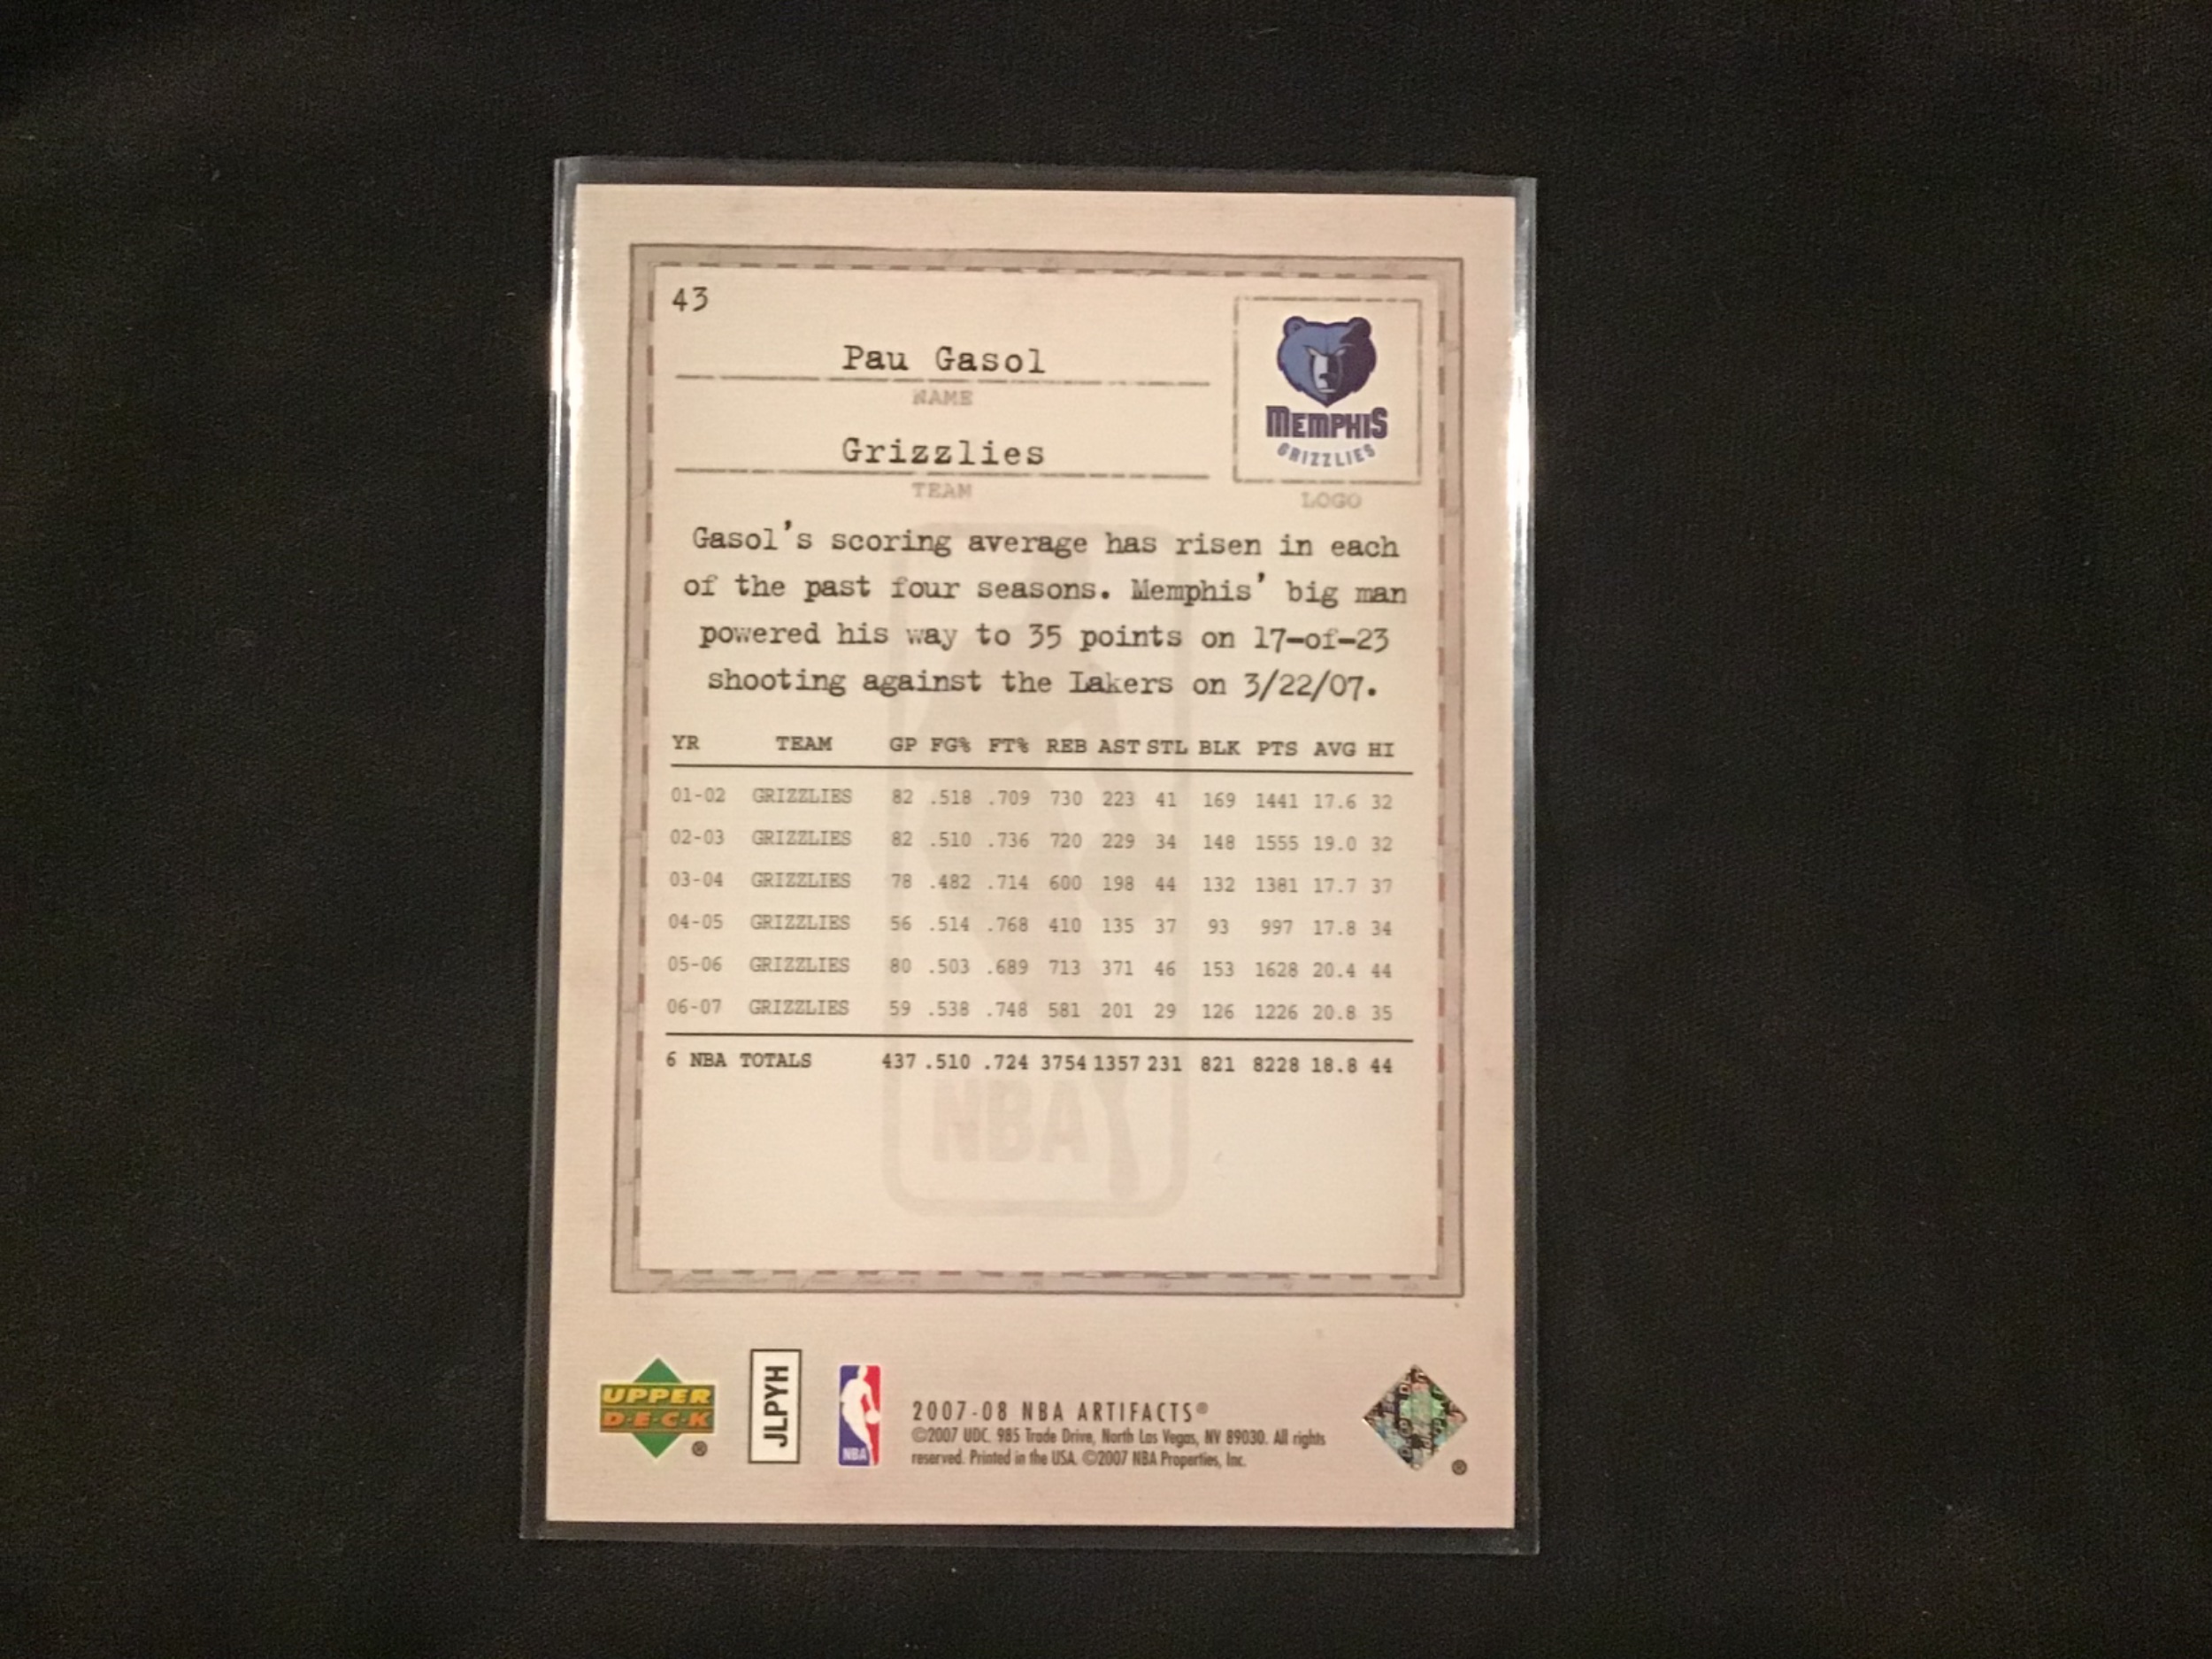 43
Pau Gasol
NAME
Grizzlies
TEAM
MEMPHIS
GRIZZLIES
LOGO
Gasol's scoring average has risen in each
of the past four seasons. Memphis' big man
powered his way to 35 points on 17-of-23
shooting against the Lakers on 3/22/07.
YR TEAM GP FG% FT% REB AST STL BLK PTS AVG HI
01-02 GRIZZLIES 82 .518 .709 730 223 41 169 1441 17.6 32
02-03 GRIZZLIES 82 .510 .736 720 229 34 148 1555 19.0 32
03-04 GRIZZLIES 78 .482 .714 600 198 44 132 1381 17.7 37
04-05 GRIZZLIES 56 .514 .768 410 135 37 93 997 17.8 34
05-06 GRIZZLIES 80 .503 .689 713 371 46 153 1628 20.4 44
06-07 GRIZZLIES 59 .538 .748 581 201 29 126 1226 20.8 35
6 NBA TOTALS 437 .510 .724 3754 1357 231 821 8228 18.8 44
NBA
UPPER
D·E·C·K
®
JLPYH
NBA
2007-08 NBA ARTIFACTS®
©2007 UDC. 985 Trade Drive, North Las Vegas, NV 89030. All rights
reserved. Printed in the USA. ©2007 NBA Properties, Inc.
®